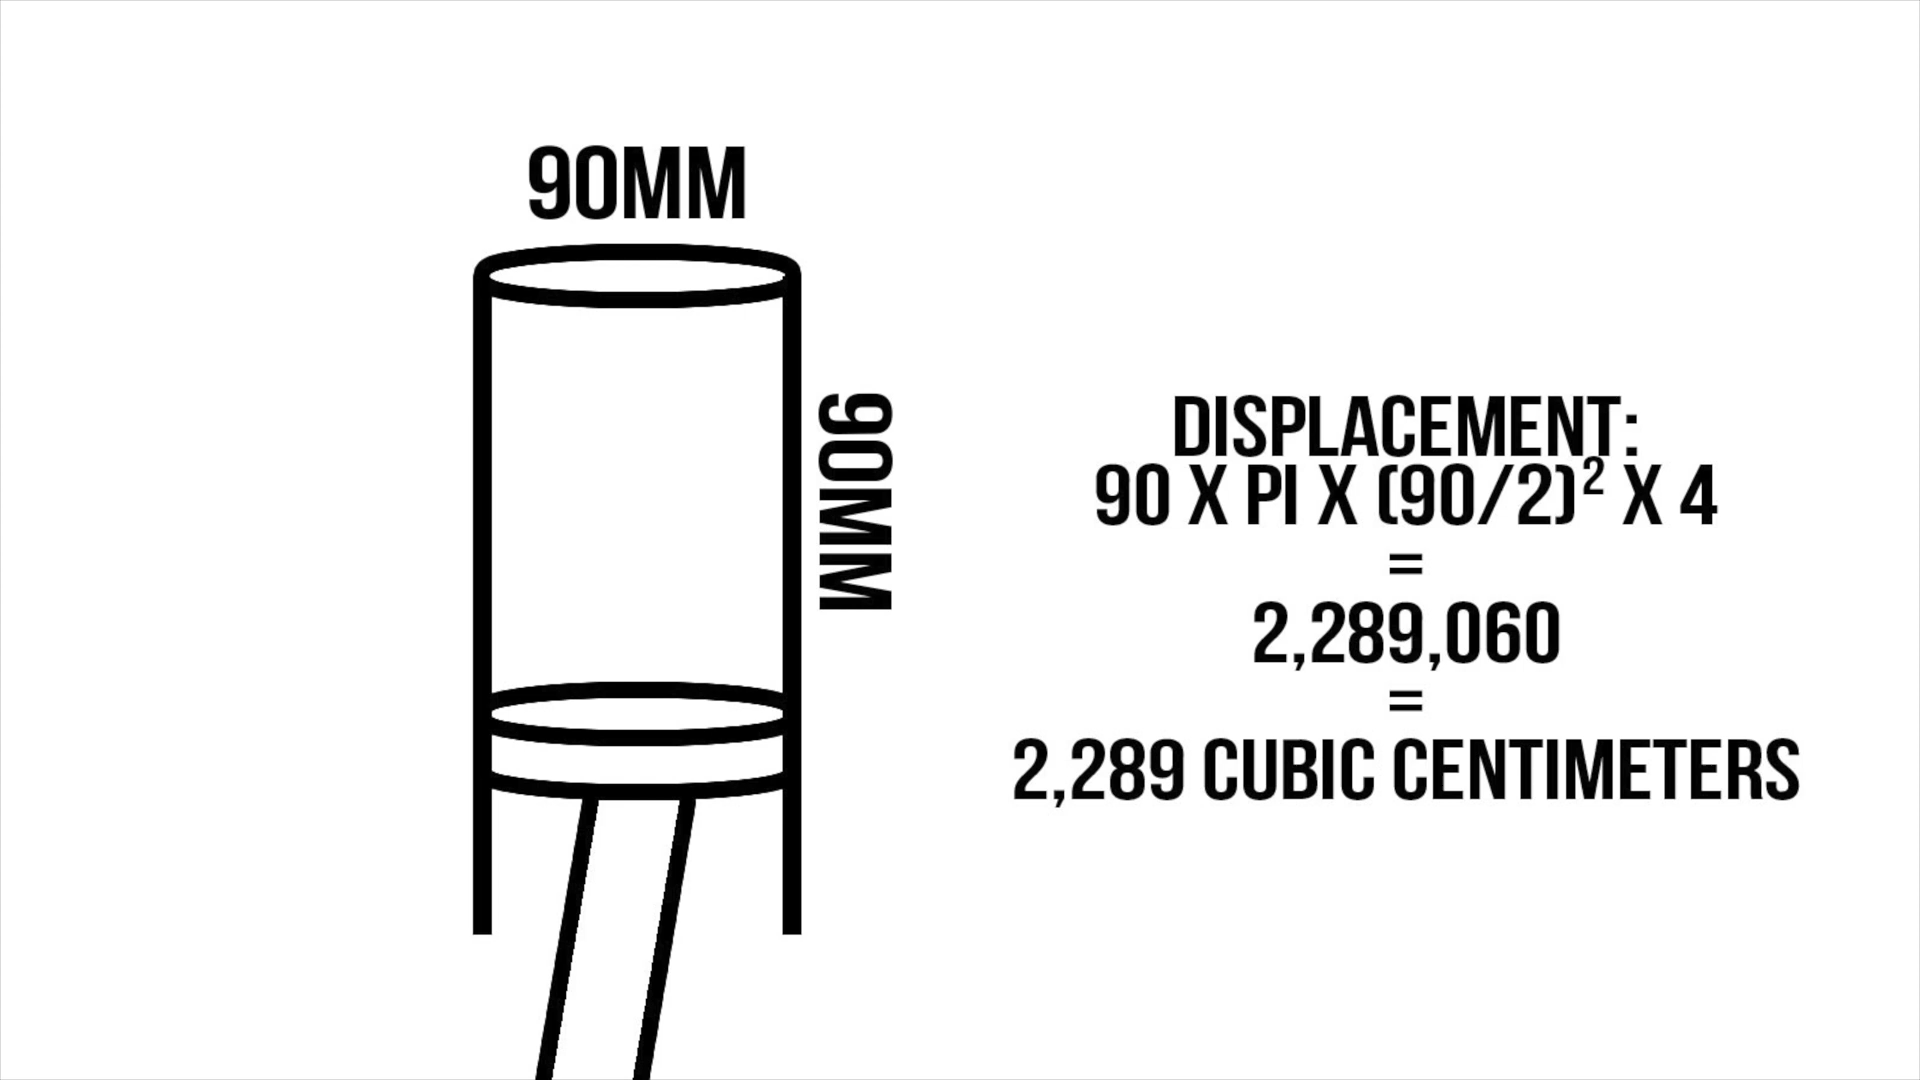 90MM
90MM
DISPLACEMENT:
90 X PI X (90/2)² X 4
=
2,289,060
=
2,289 CUBIC CENTIMETERS